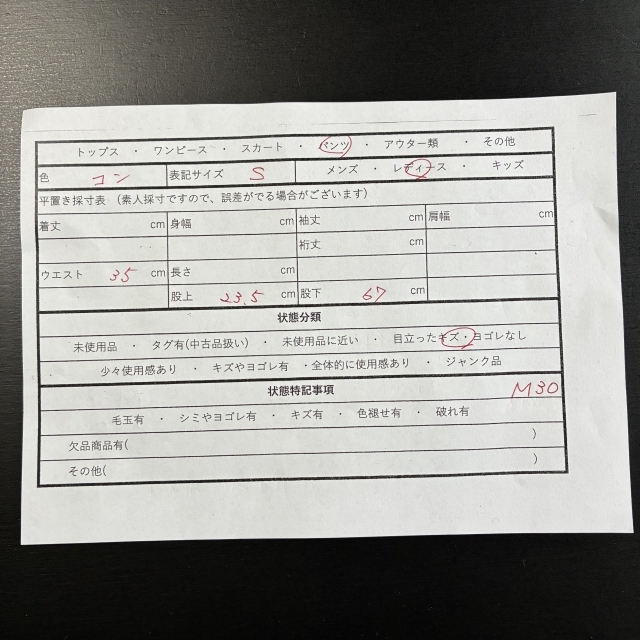 トップス ・ ワンピース ・ スカート ・ パンツ ・ アウター類 ・ その他
色 コン 表記サイズ S メンズ ・ レディース ・ キッズ
平置き採寸表 （素人採寸ですので、誤差がでる場合がございます）
着丈 cm 身幅 cm 袖丈 cm 肩幅 cm
裄丈 cm
ウエスト 35 cm 長さ cm
股上 23.5 cm 股下 67 cm
状態分類
未使用品 ・ タグ有(中古品扱い) ・ 未使用品に近い ・ 目立ったキズ・ヨゴレなし
少々使用感あり ・ キズやヨゴレ有 ・全体的に使用感あり ・ ジャンク品
状態特記事項 M30
毛玉有 ・ シミやヨゴレ有 ・ キズ有 ・ 色褪せ有 ・ 破れ有
欠品商品有( )
その他( )